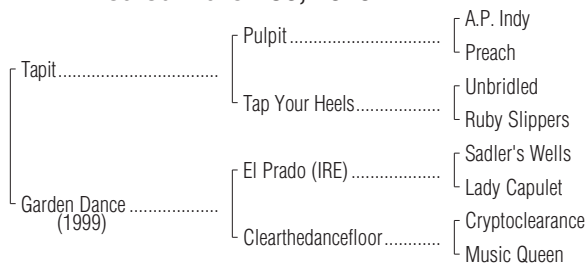 A.P. Indy
Pulpit
Preach
Tapit
Unbridled
Tap Your Heels
Ruby Slippers
Sadler's Wells
El Prado (IRE)
Lady Capulet
Garden Dance
(1999)
Cryptoclearance
Clearthedancefloor
Music Queen